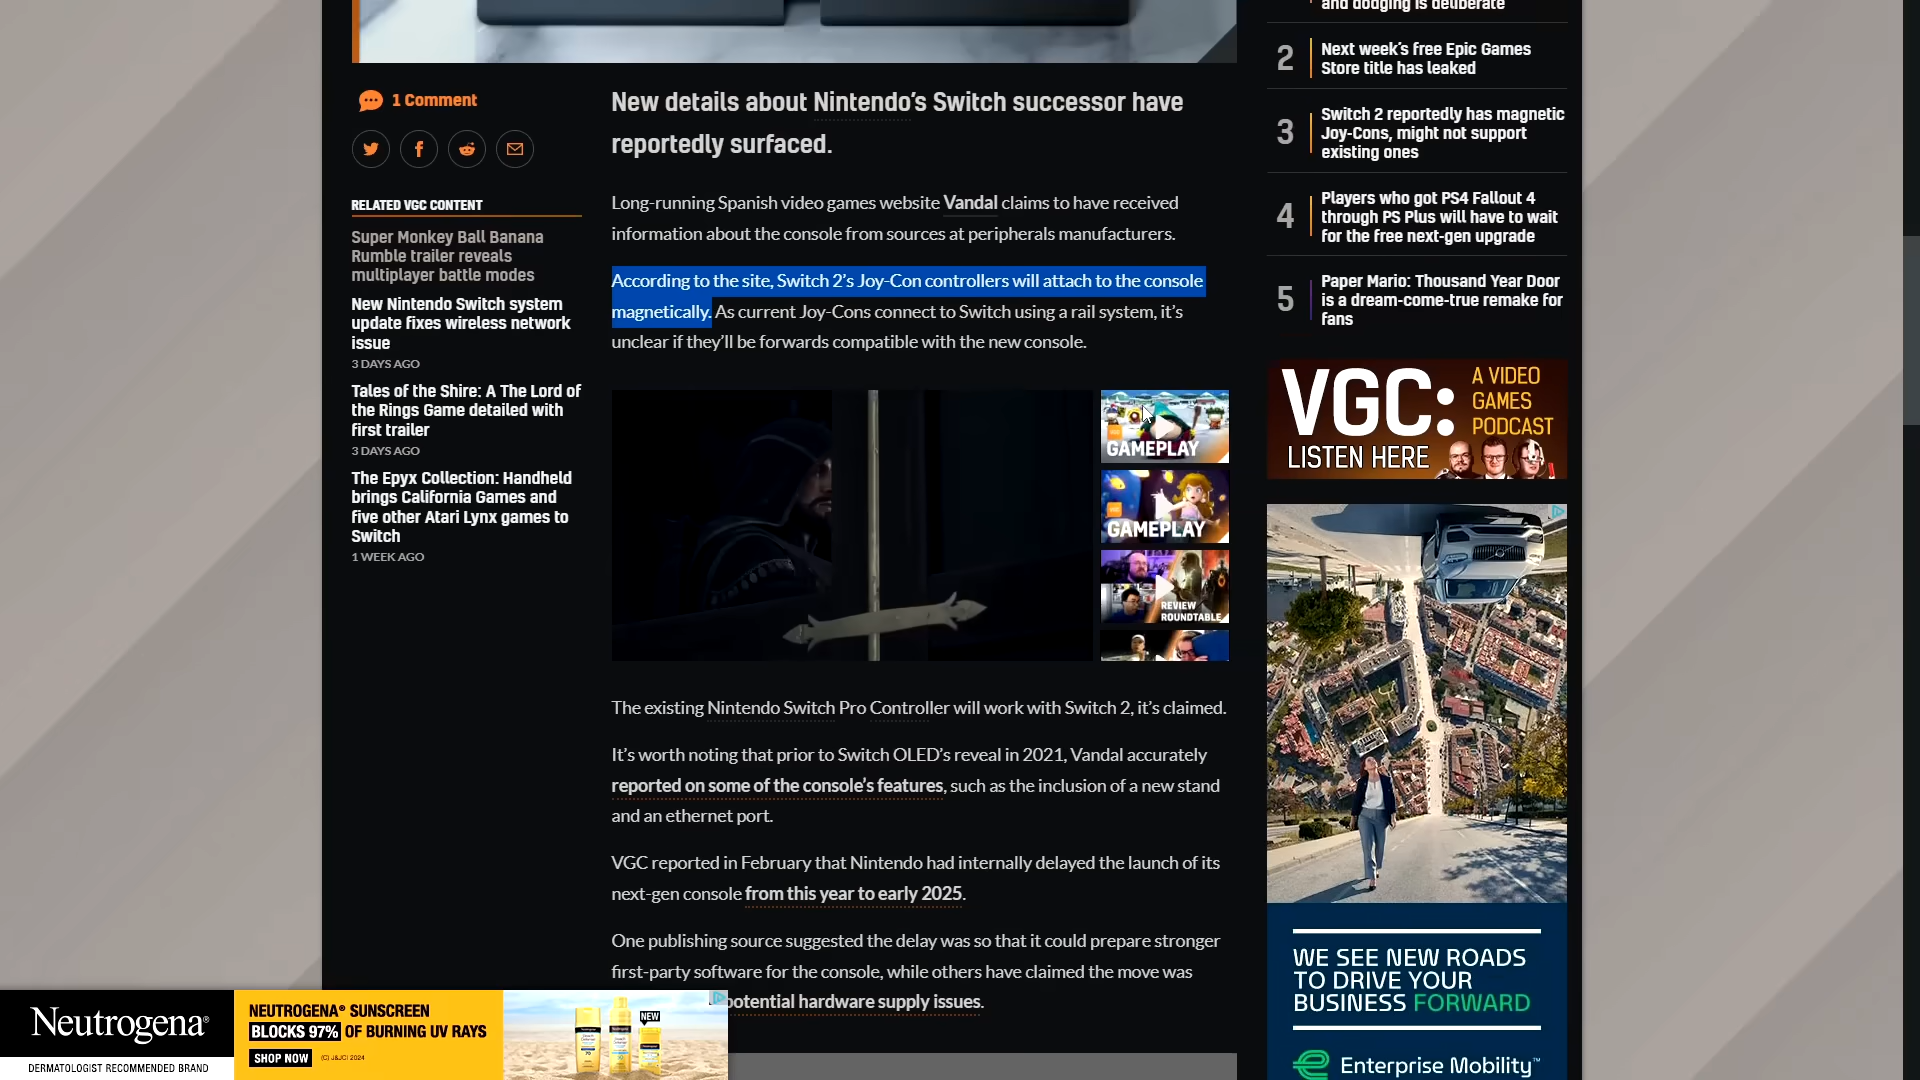 1 Comment
RELATED VGC CONTENT
Super Monkey Ball Banana
Rumble trailer reveals
multiplayer battle modes
New Nintendo Switch system
update fixes wireless network
issue
3 DAYS AGO
Tales of the Shire: A The Lord of
the Rings Game detailed with
first trailer
3 DAYS AGO
The Epyx Collection: Handheld
brings California Games and
five other Atari Lynx games to
Switch
1 WEEK AGO
New details about Nintendo's Switch successor have
reportedly surfaced.
Long-running Spanish video games website Vandal claims to have received
information about the console from sources at peripherals manufacturers.
According to the site, Switch 2's Joy-Con controllers will attach to the console
magnetically. As current Joy-Cons connect to Switch using a rail system, it's
unclear if they'll be forwards compatible with the new console.
GAMEPLAY
GAMEPLAY
REVIEW
ROUNDTABLE
The existing Nintendo Switch Pro Controller will work with Switch 2, it's claimed.
It's worth noting that prior to Switch OLED's reveal in 2021, Vandal accurately
reported on some of the console's features, such as the inclusion of a new stand
and an ethernet port.
VGC reported in February that Nintendo had internally delayed the launch of its
next-gen console from this year to early 2025.
One publishing source suggested the delay was so that it could prepare stronger
first-party software for the console, while others have claimed the move was
potential hardware supply issues.
and dodging is deliberate
2
Next week's free Epic Games
Store title has leaked
3
Switch 2 reportedly has magnetic
Joy-Cons, might not support
existing ones
4
Players who got PS4 Fallout 4
through PS Plus will have to wait
for the free next-gen upgrade
5
Paper Mario: Thousand Year Door
is a dream-come-true remake for
fans
VGC:
A VIDEO
GAMES
PODCAST
LISTEN HERE
WE SEE NEW ROADS
TO DRIVE YOUR
BUSINESS FORWARD
Enterprise Mobility™
Neutrogena®
DERMATOLOGIST RECOMMENDED BRAND
NEUTROGENA® SUNSCREEN
BLOCKS 97% OF BURNING UV RAYS
SHOP NOW
(C) J&JCI 2024
NEW